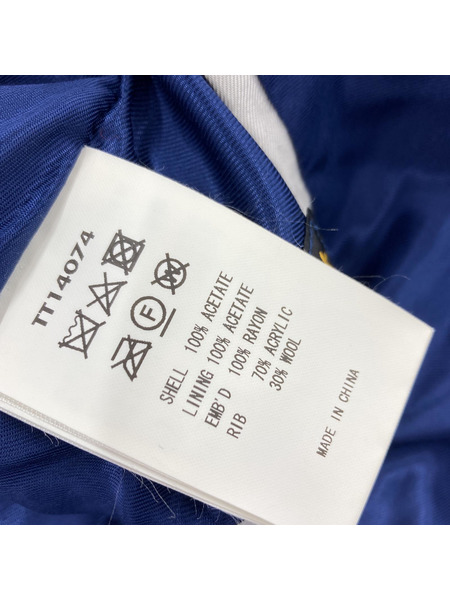 TT14074
F
SHELL 100% ACETATE
LINING 100% ACETATE
EMB'D 100% RAYON
RIB 70% ACRYLIC
30% WOOL
MADE IN CHINA